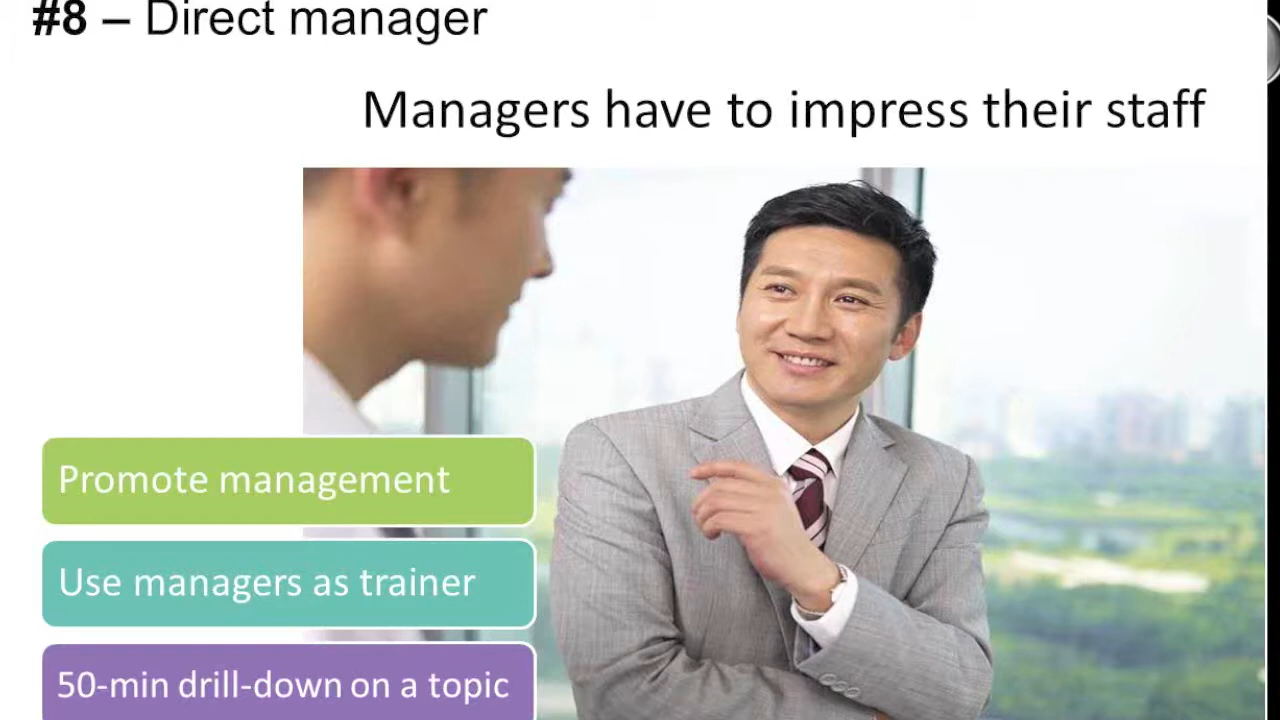 #8 – Direct manager
Managers have to impress their staff
Promote management
Use managers as trainer
50-min drill-down on a topic